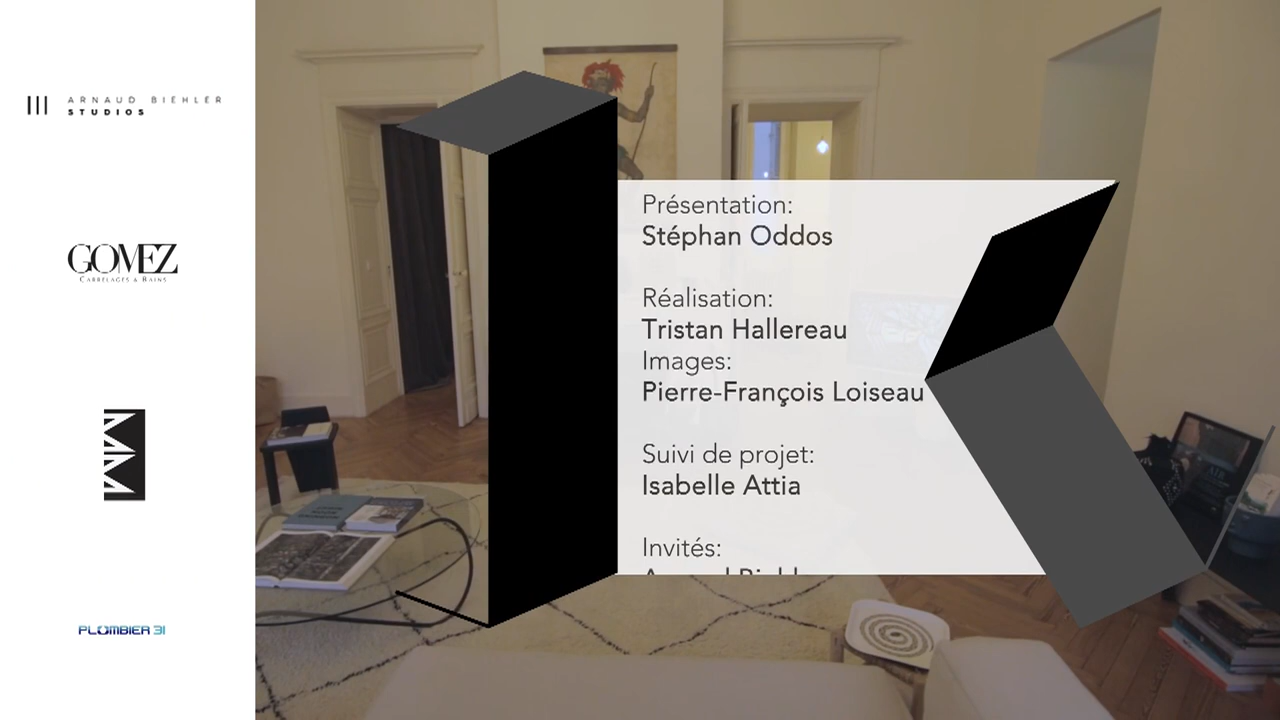 ARNAUD BIEHLER
STUDIOS
GOMEZ
CARRELAGES & BAINS
PLOMBIER 31
Présentation:
Stéphan Oddos
Réalisation:
Tristan Hallereau
Images:
Pierre-François Loiseau
Suivi de projet:
Isabelle Attia
Invités: